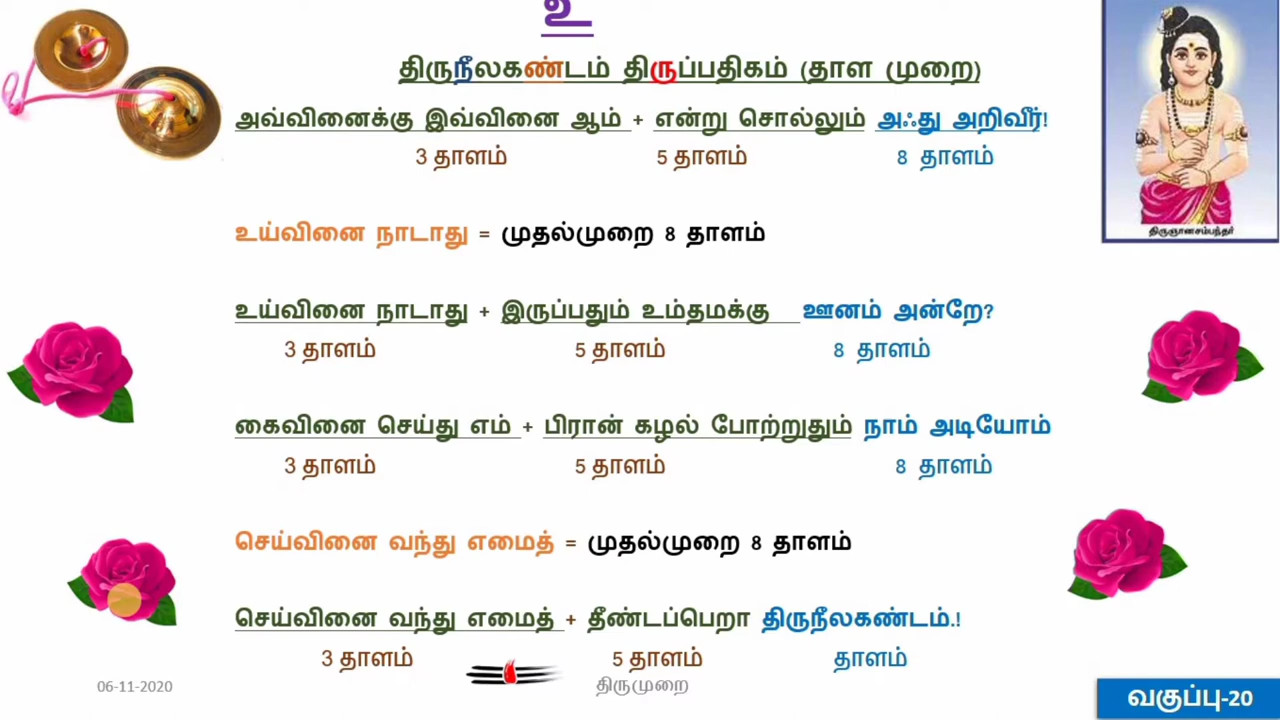 உ
திருநீலகண்டம் திருப்பதிகம் (தாள முறை)
அவ்வினைக்கு இவ்வினை ஆம் + என்று சொல்லும் அஃது அறிவீர்!
3 தாளம் 5 தாளம் 8 தாளம்
உய்வினை நாடாது = முதல்முறை 8 தாளம்
உய்வினை நாடாது + இருப்பதும் உம்தமக்கு ஊனம் அன்றே?
3 தாளம் 5 தாளம் 8 தாளம்
கைவினை செய்து எம் + பிரான் கழல் போற்றுதும் நாம் அடியோம்
3 தாளம் 5 தாளம் 8 தாளம்
செய்வினை வந்து எமைத் = முதல்முறை 8 தாளம்
செய்வினை வந்து எமைத் + தீண்டப்பெறா திருநீலகண்டம்.!
3 தாளம் 5 தாளம் தாளம்
06-11-2020 திருமுறை
வகுப்பு-20
திருஞானசம்பந்தர்